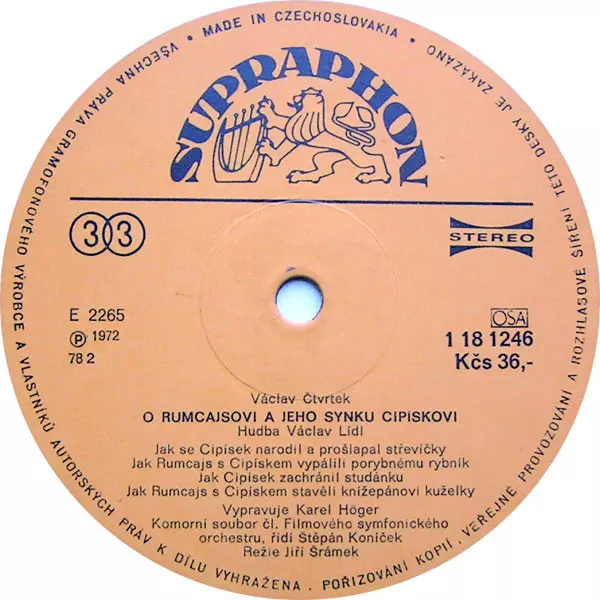 VŠECHNA PRÁVA GRAMOFONOVÉHO VÝROBCE A VLASTNÍKŮ AUTORSKÝCH PRÁV K DÍLU VYHRAŽENA. POŘIZOVÁNÍ KOPIÍ, VEŘEJNÉ PROVOZOVÁNÍ A ROZHLASOVÉ ŠÍŘENÍ TÉTO DESKY JE ZAKÁZÁNO • MADE IN CZECHOSLOVAKIA •
SUPRAPHON
33
STEREO
E 2265
℗ 1972
78 2
OSA
1 18 1246
Kčs 36,-
Václav Čtvrtek
O RUMCAJSOVI A JEHO SYNKU CIPÍSKOVI
Hudba Václav Lídl
Jak se Cipísek narodil a prošlapal střevíčky
Jak Rumcajs s Cipískem vypálili porybnému rybník
Jak Cipísek zachránil studánku
Jak Rumcajs s Cipískem stavěli knížepánovi kuželky
Vypravuje Karel Höger
Komorní soubor čl. Filmového symfonického
orchestru, řídí Štěpán Koníček
Režie Jiří Šrámek